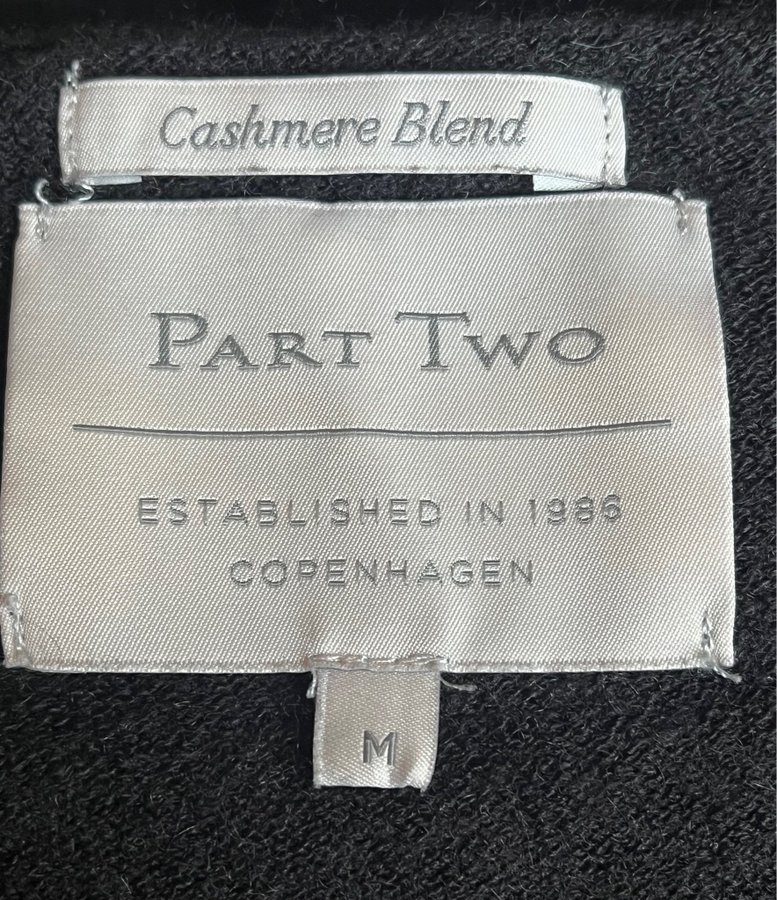 Cashmere Blend
PART TWO
ESTABLISHED IN 1986
COPENHAGEN
M